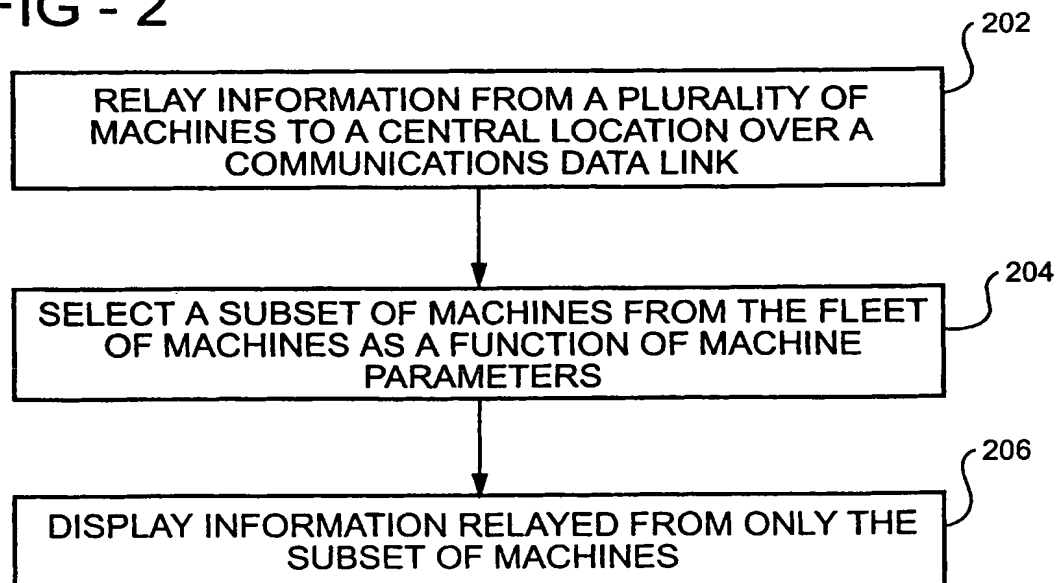 FIG - 2
202
RELAY INFORMATION FROM A PLURALITY OF
MACHINES TO A CENTRAL LOCATION OVER A
COMMUNICATIONS DATA LINK
204
SELECT A SUBSET OF MACHINES FROM THE FLEET
OF MACHINES AS A FUNCTION OF MACHINE
PARAMETERS
206
DISPLAY INFORMATION RELAYED FROM ONLY THE
SUBSET OF MACHINES